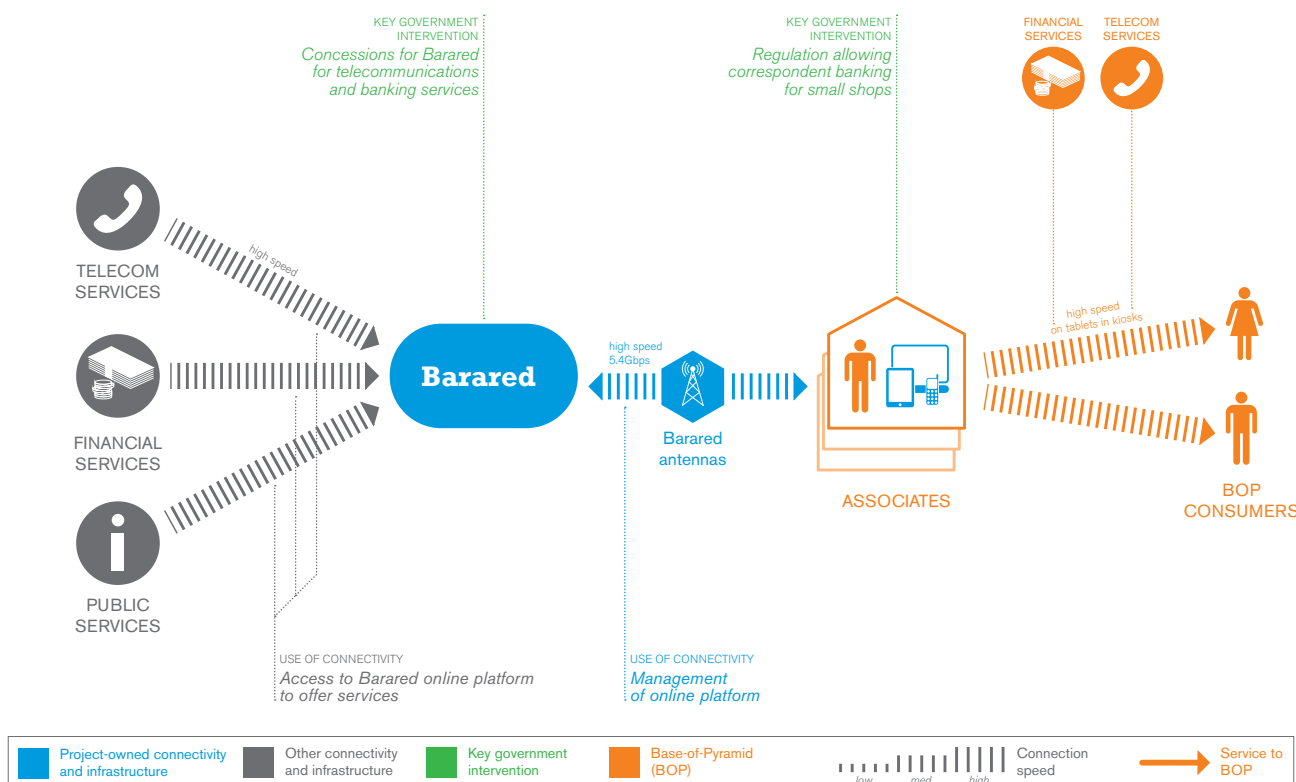 KEY GOVERNMENT
INTERVENTION
Concessions for Barared
for telecommunications
and banking services
KEY GOVERNMENT
INTERVENTION
Regulation allowing
correspondent banking
for small shops
FINANCIAL
SERVICES
TELECOM
SERVICES
TELECOM
SERVICES
high speed
FINANCIAL
SERVICES
PUBLIC
SERVICES
Barared
high speed
5.4Gbps
Barared
antennas
ASSOCIATES
high speed
on tablets in kiosks
BOP
CONSUMERS
USE OF CONNECTIVITY
Access to Barared online platform
to offer services
USE OF CONNECTIVITY
Management
of online platform
Project-owned connectivity
and infrastructure
Other connectivity
and infrastructure
Key government
intervention
Base-of-Pyramid
(BOP)
low
med
high
Connection
speed
Service to
BOP